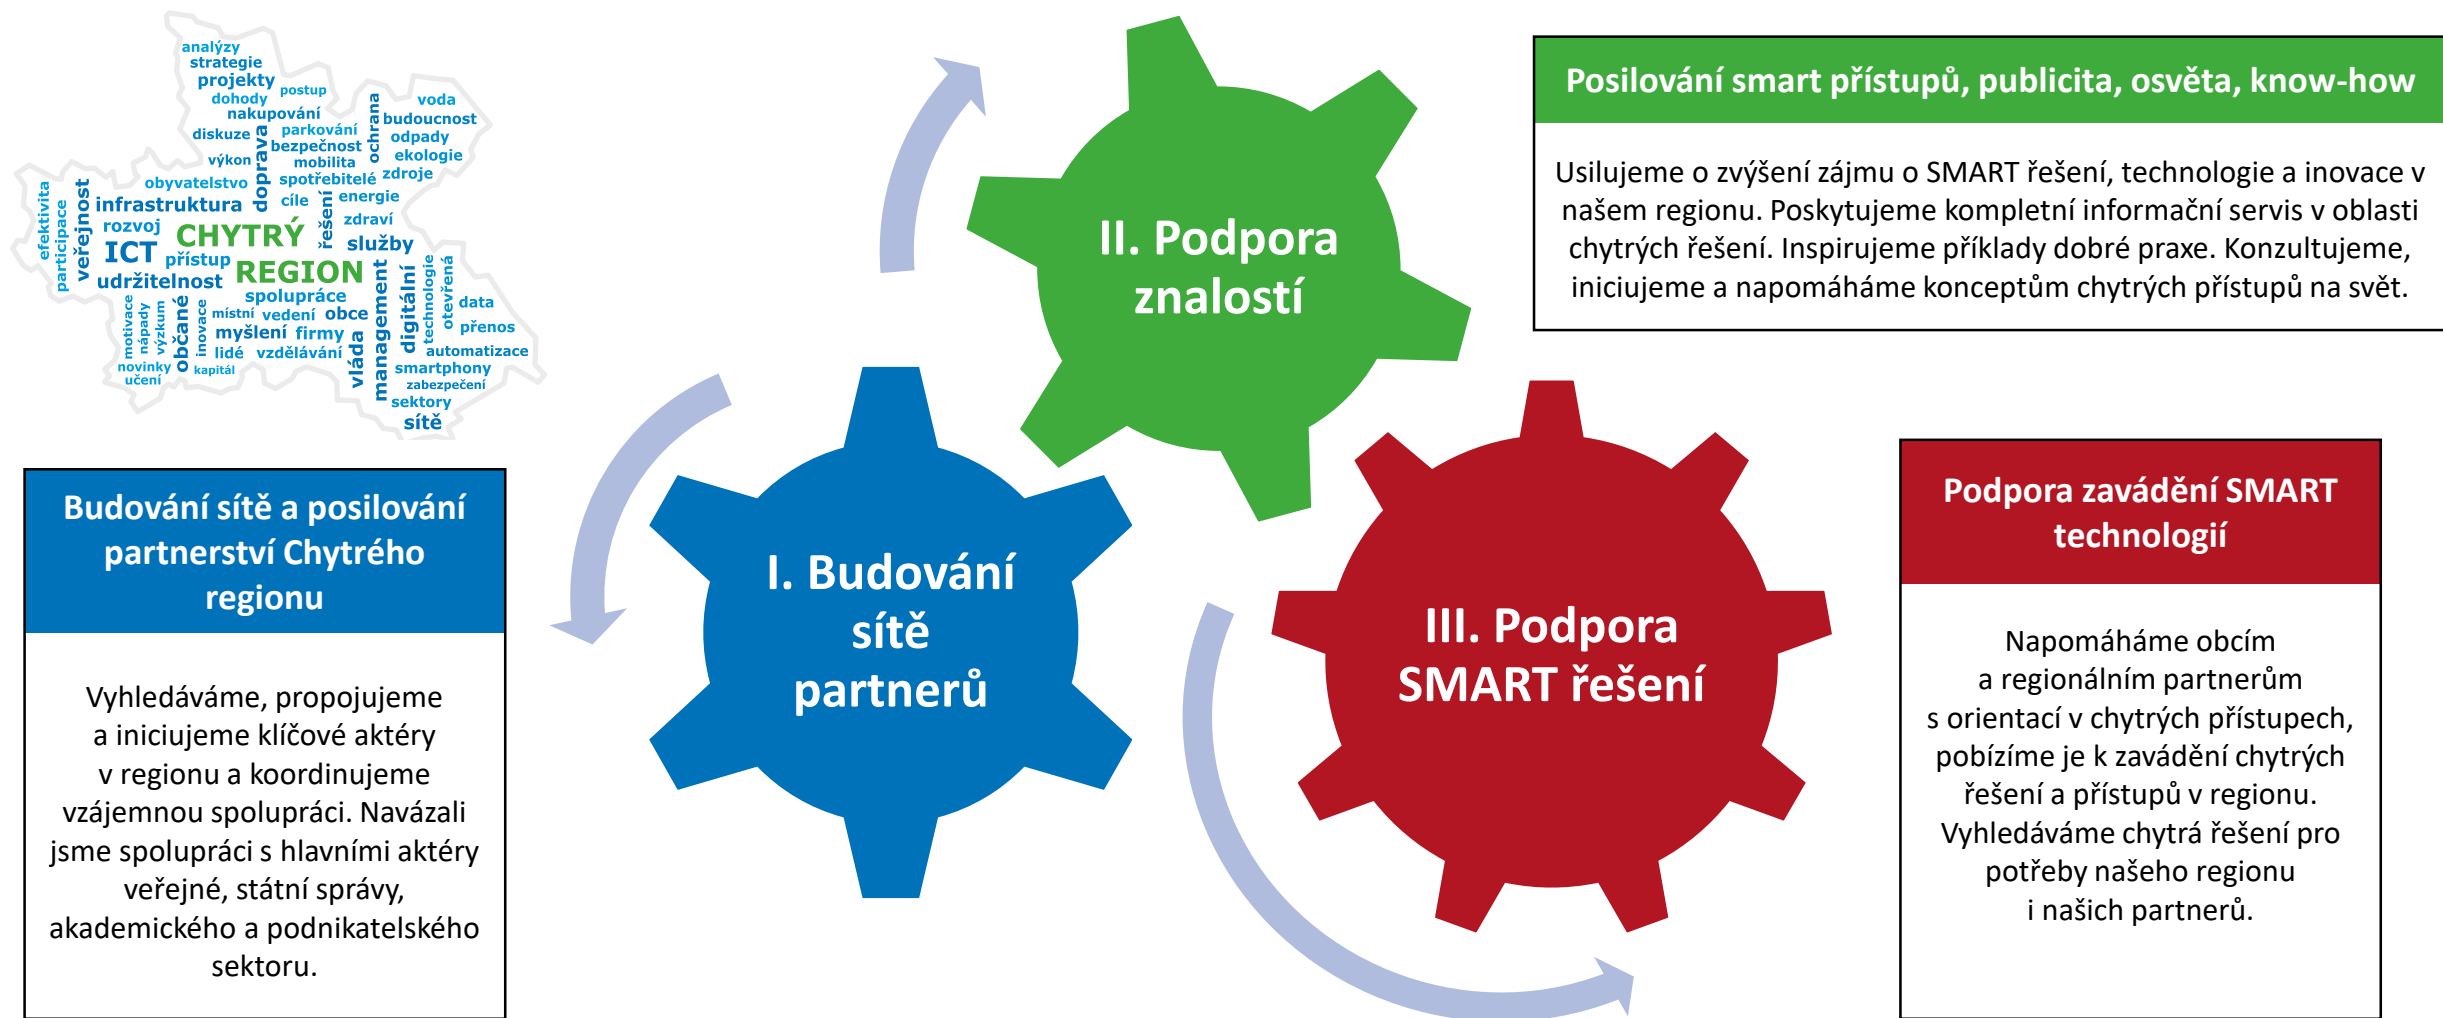 analýzy
strategie
projekty
dohody
postup
nakupování
diskuze
doprava
parkování
ochrana
voda
budoucnost
odpady
bezpečnost
výkon
mobilita
ekologie
obyvatelstvo
spotřebitelé
zdroje
efektivita
participace
veřejnost
infrastruktura
cíle
řešení
energie
rozvoj
CHYTRÝ
zdraví
ICT
přístup
REGION
služby
udržitelnost
spolupráce
management
digitální
technologie
otevřená
data
motivace
nápady
výzkum
občané
inovace
místní
vedení
obce
přenos
myšlení
firmy
lidé
vzdělávání
vláda
automatizace
novinky
kapitál
smartphony
učení
zabezpečení
sektory
sítě
Budování sítě a posilování
partnerství Chytrého
regionu
Vyhledáváme, propojujeme
a iniciujeme klíčové aktéry
v regionu a koordinujeme
vzájemnou spolupráci. Navázali
jsme spolupráci s hlavními aktéry
veřejné, státní správy,
akademického a podnikatelského
sektoru.
I. Budování
sítě
partnerů
II. Podpora
znalostí
Posilování smart přístupů, publicita, osvěta, know-how
Usilujeme o zvýšení zájmu o SMART řešení, technologie a inovace v
našem regionu. Poskytujeme kompletní informační servis v oblasti
chytrých řešení. Inspirujeme příklady dobré praxe. Konzultujeme,
iniciujeme a napomáháme konceptům chytrých přístupů na svět.
III. Podpora
SMART řešení
Podpora zavádění SMART
technologií
Napomáháme obcím
a regionálním partnerům
s orientací v chytrých přístupech,
pobízíme je k zavádění chytrých
řešení a přístupů v regionu.
Vyhledáváme chytrá řešení pro
potřeby našeho regionu
i našich partnerů.